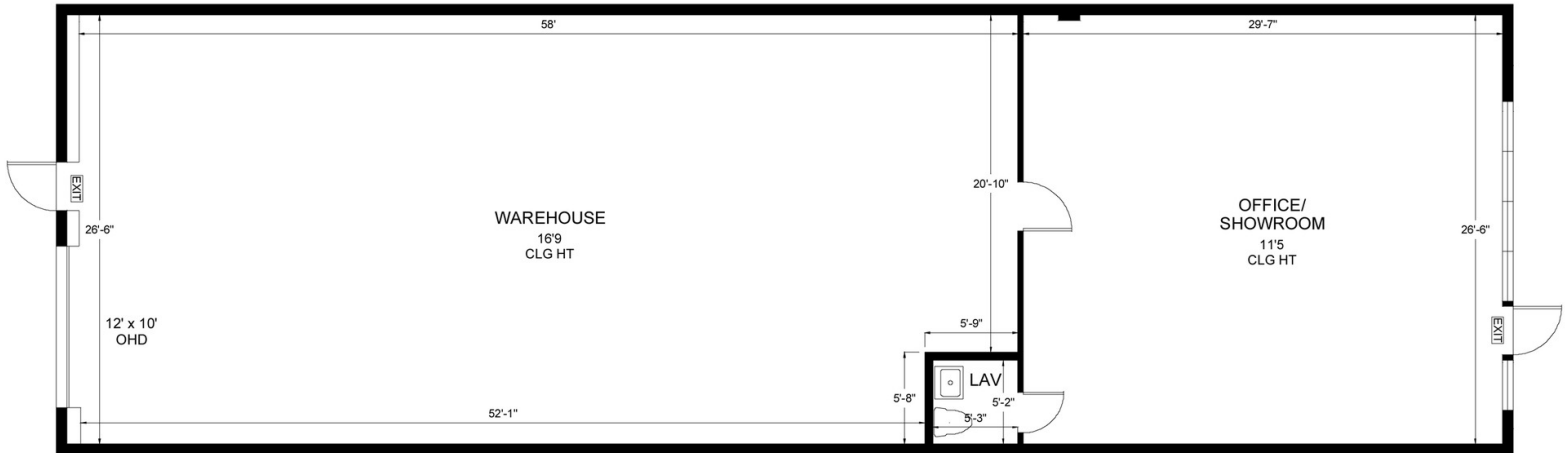 58'
29'-7"
EXIT
26'-6"
WAREHOUSE
16'9
CLG HT
20'-10"
OFFICE/
SHOWROOM
11'5
CLG HT
26'-6"
12' x 10'
OHD
5'-9"
EXIT
LAV
5'-8"
5'-2"
52'-1"
5'-3"